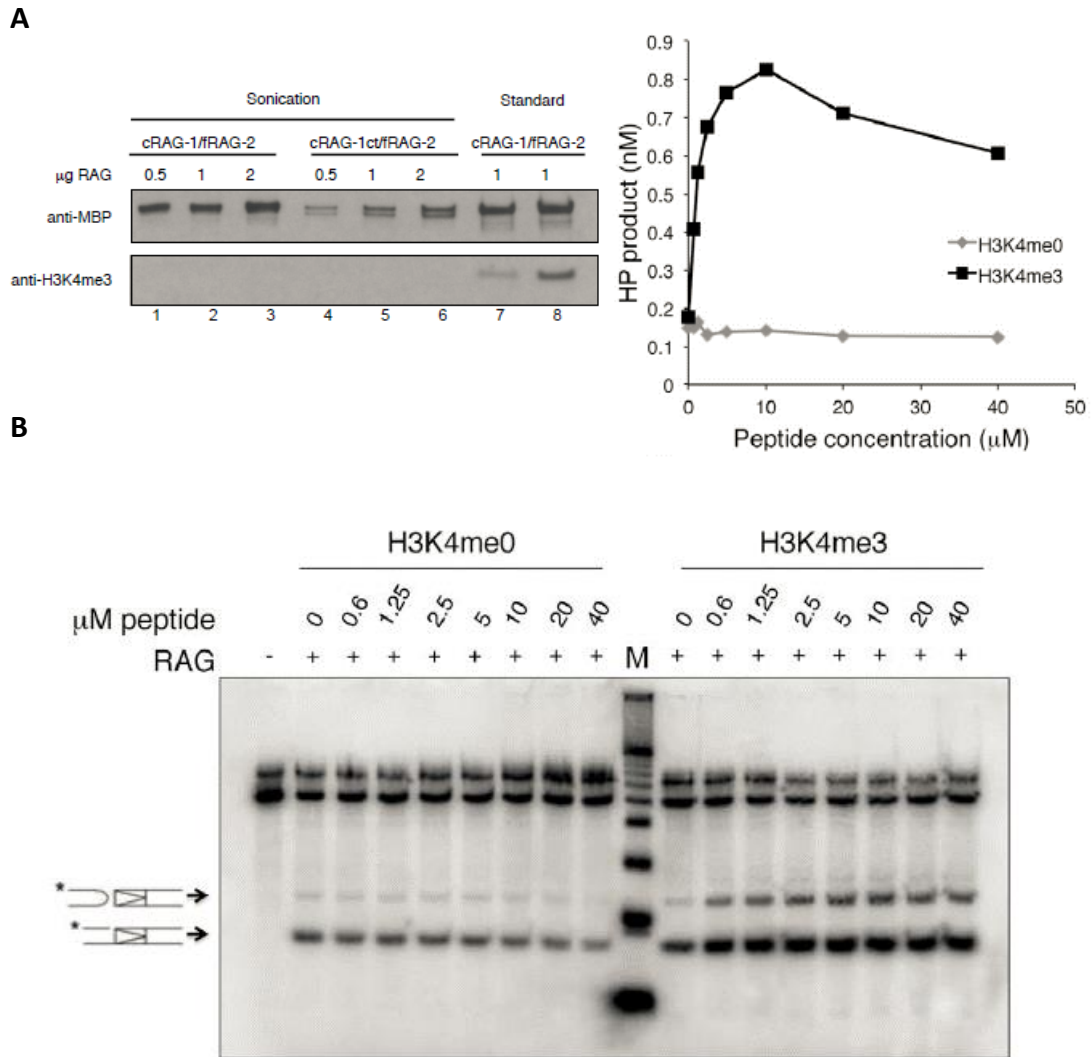 A
Sonication Standard
cRAG-1/fRAG-2 cRAG-1ct/fRAG-2 cRAG-1/fRAG-2
μg RAG 0.5 1 2 0.5 1 2 1 1
anti-MBP
anti-H3K4me3
1 2 3 4 5 6 7 8
HP product (nM)
0.9
0.8
0.7
0.6
0.5
0.4
0.3
0.2
0.1
0
H3K4me0
H3K4me3
0 10 20 30 40 50
Peptide concentration (μM)
B
H3K4me0 H3K4me3
μM peptide 0 0.6 1.25 2.5 5 10 20 40 0 0.6 1.25 2.5 5 10 20 40
RAG - + + + + + + + + M + + + + + + + +
*
*